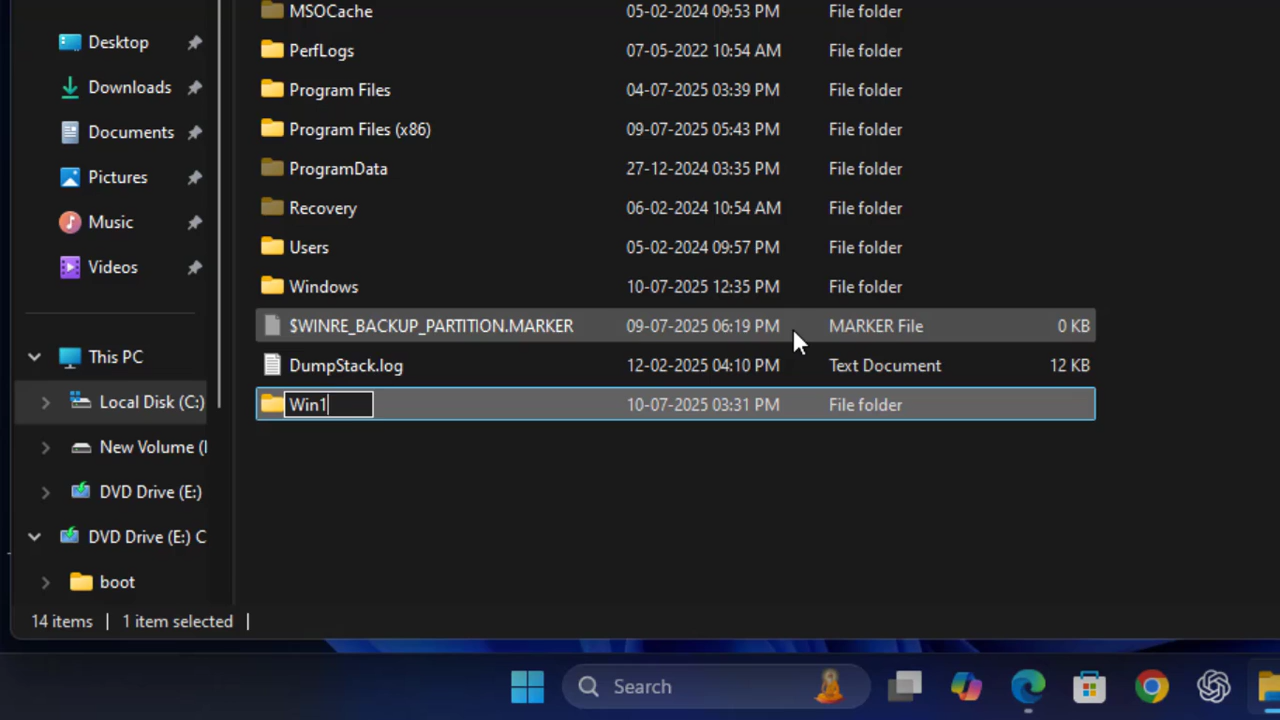 MSOCache 05-02-2024 09:53 PM File folder
Desktop
PerfLogs 07-05-2022 10:54 AM File folder
Downloads
Program Files 04-07-2025 03:39 PM File folder
Documents
Program Files (x86) 09-07-2025 05:43 PM File folder
Pictures
ProgramData 27-12-2024 03:35 PM File folder
Music
Recovery 06-02-2024 10:54 AM File folder
Videos
Users 05-02-2024 09:57 PM File folder
Windows 10-07-2025 12:35 PM File folder
$WINRE_BACKUP_PARTITION.MARKER 09-07-2025 06:19 PM MARKER File 0 KB
This PC
DumpStack.log 12-02-2025 04:10 PM Text Document 12 KB
Local Disk (C:)
Win1 10-07-2025 03:31 PM File folder
New Volume (
DVD Drive (E:)
DVD Drive (E:) C
boot
14 items 1 item selected
Search